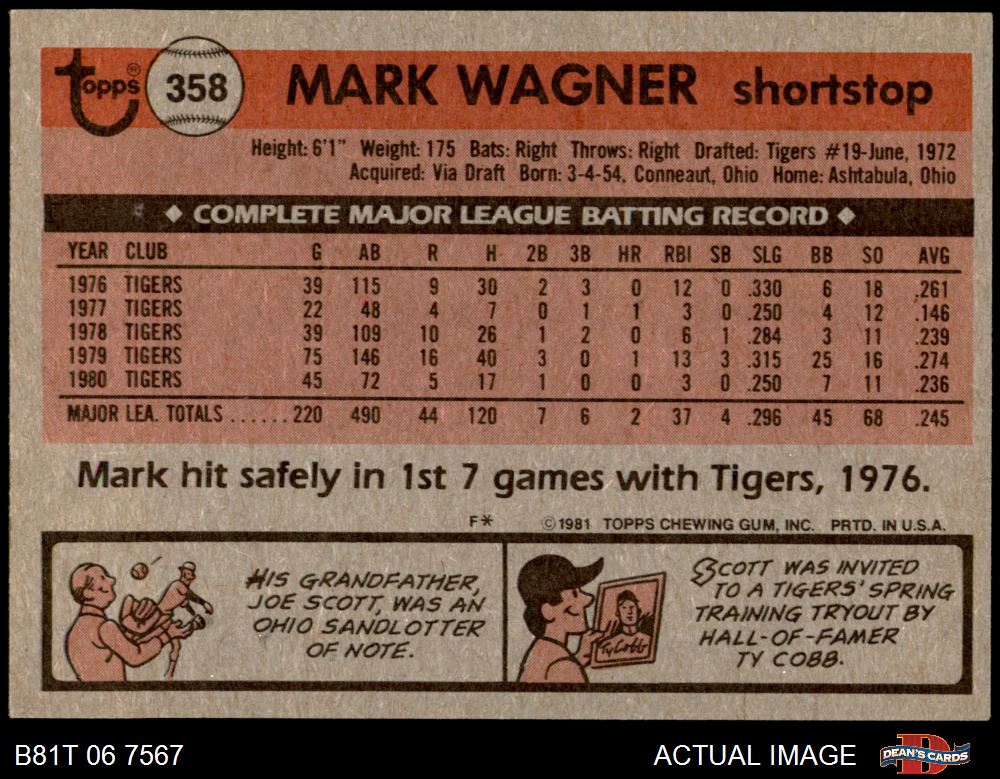 Topps® 358 MARK WAGNER shortstop
Height: 6'1" Weight: 175 Bats: Right Throws: Right Drafted: Tigers #19-June, 1972
Acquired: Via Draft Born: 3-4-54, Conneaut, Ohio Home: Ashtabula, Ohio
◆ COMPLETE MAJOR LEAGUE BATTING RECORD ◆
YEAR CLUB G AB R H 2B 3B HR RBI SB SLG BB SO AVG
1976 TIGERS 39 115 9 30 2 3 0 12 0 .330 6 18 .261
1977 TIGERS 22 48 4 7 0 1 1 3 0 .250 4 12 .146
1978 TIGERS 39 109 10 26 1 2 0 6 1 .284 3 11 .239
1979 TIGERS 75 146 16 40 3 0 1 13 3 .315 25 16 .274
1980 TIGERS 45 72 5 17 1 0 0 3 0 .250 7 11 .236
MAJOR LEA. TOTALS ......220 490 44 120 7 6 2 37 4 .296 45 68 .245
Mark hit safely in 1st 7 games with Tigers, 1976.
F* ©1981 TOPPS CHEWING GUM, INC. PRTD. IN U.S.A.
HIS GRANDFATHER,
JOE SCOTT, WAS AN
OHIO SANDLOTTER
OF NOTE.
Ty Cobb
SCOTT WAS INVITED
TO A TIGERS' SPRING
TRAINING TRYOUT BY
HALL-OF-FAMER
TY COBB.
B81T 06 7567 ACTUAL IMAGE DEAN'S CARDS